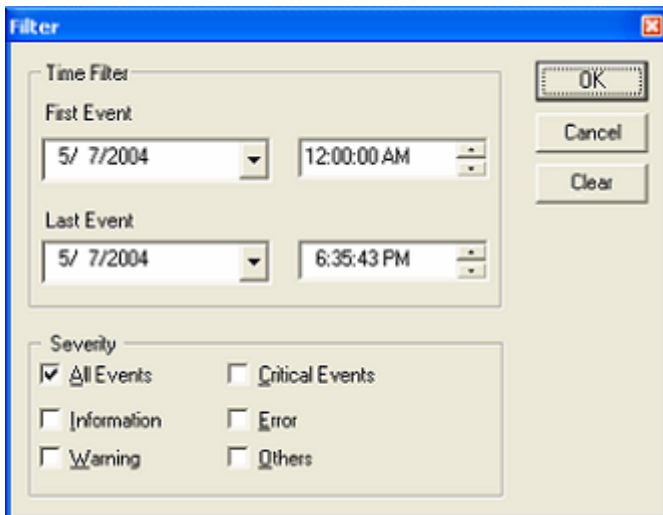 Filter
Time Filter
First Event
5/ 7/2004
12:00:00 AM
Last Event
5/ 7/2004
6:35:43 PM
OK
Cancel
Clear
Severity
All Events
Critical Events
Information
Error
Warning
Others